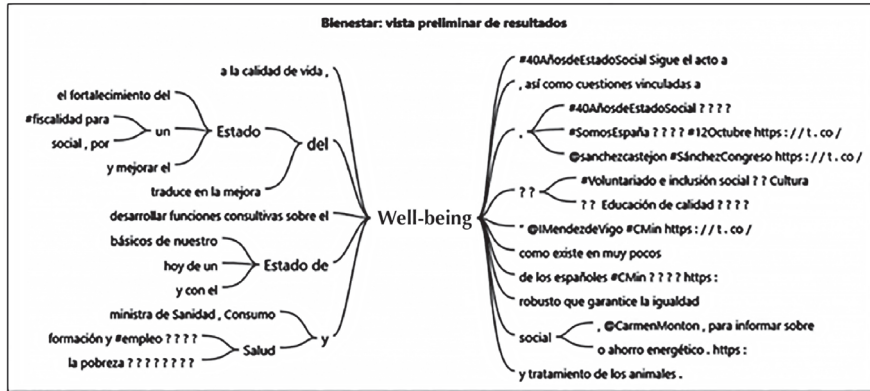 Bienestar: vista preliminar de resultados
a la calidad de vida ,
el fortalecimiento del
#fiscalidad para
social , por
un
y mejorar el
Estado
traduce en la mejora
del
desarrollar funciones consultivas sobre el
básicos de nuestro
hoy de un
y con el
Estado de
ministra de Sanidad , Consumo
formación y #empleo ? ? ? ?
la pobreza ? ? ? ? ? ? ? ?
Salud
y
Well-being
#40AñosdeEstadoSocial Sigue el acto a
, así como cuestiones vinculadas a
,
#40AñosdeEstadoSocial ? ? ? ?
#SomosEspaña ? ? ? ? #12Octubre https : / / t . co /
@sanchezcastejon #SánchezCongreso https : / / t . co /
? ?
#Voluntariado e inclusión social ? ? Cultura
? ? Educación de calidad ? ? ? ?
" @IMendezdeVigo #CMin https : / / t . co /
como existe en muy pocos
de los españoles #CMin ? ? ? ? https :
robusto que garantice la igualdad
social
, @CarmenMonton , para informar sobre
o ahorro energético . https :
y tratamiento de los animales .